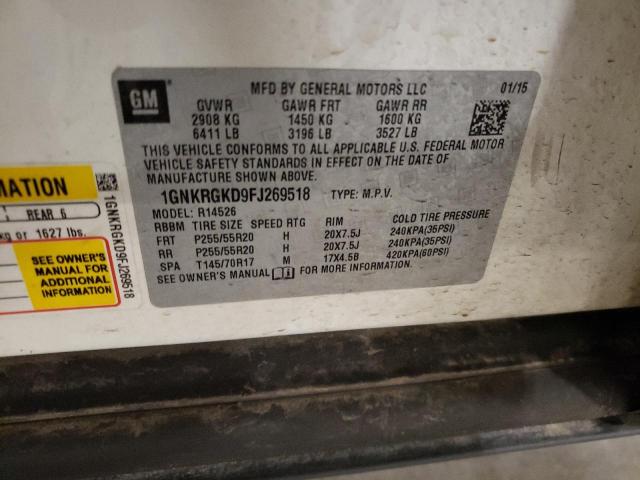 GM
MFD BY GENERAL MOTORS LLC 01/15
GVWR GAWR FRT GAWR RR
2908 KG 1450 KG 1600 KG
6411 LB 3196 LB 3527 LB
THIS VEHICLE CONFORMS TO ALL APPLICABLE U.S. FEDERAL MOTOR
VEHICLE SAFETY STANDARDS IN EFFECT ON THE DATE OF
MANUFACTURE SHOWN ABOVE.
1GNKRGKD9FJ269518 TYPE: M.P.V.
MODEL: R14526
RBBM TIRE SIZE SPEED RTG RIM COLD TIRE PRESSURE
FRT P255/55R20 H 20X7.5J 240KPA(35PSI)
RR P255/55R20 H 20X7.5J 240KPA(35PSI)
SPA T145/70R17 M 17X4.5B 420KPA(60PSI)
SEE OWNER'S MANUAL FOR MORE INFORMATION.
MATION
REAR 6
kg or 1627 lbs.
SEE OWNER'S
MANUAL FOR
ADDITIONAL
INFORMATION
1GNKRGKD9FJ269518